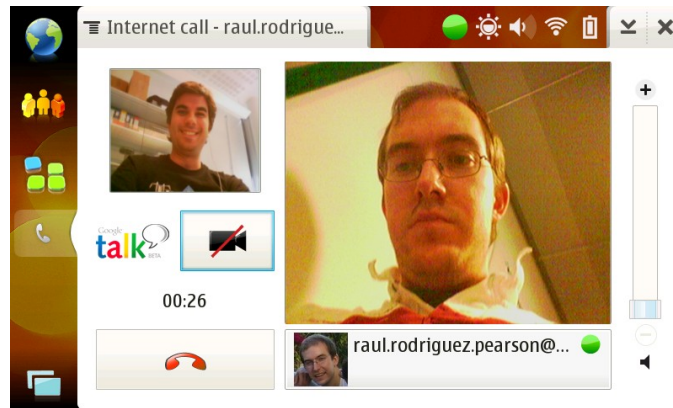 Internet call - raul.rodrigue...
Google
talk
BETA
00:26
raul.rodriguez.pearson@...